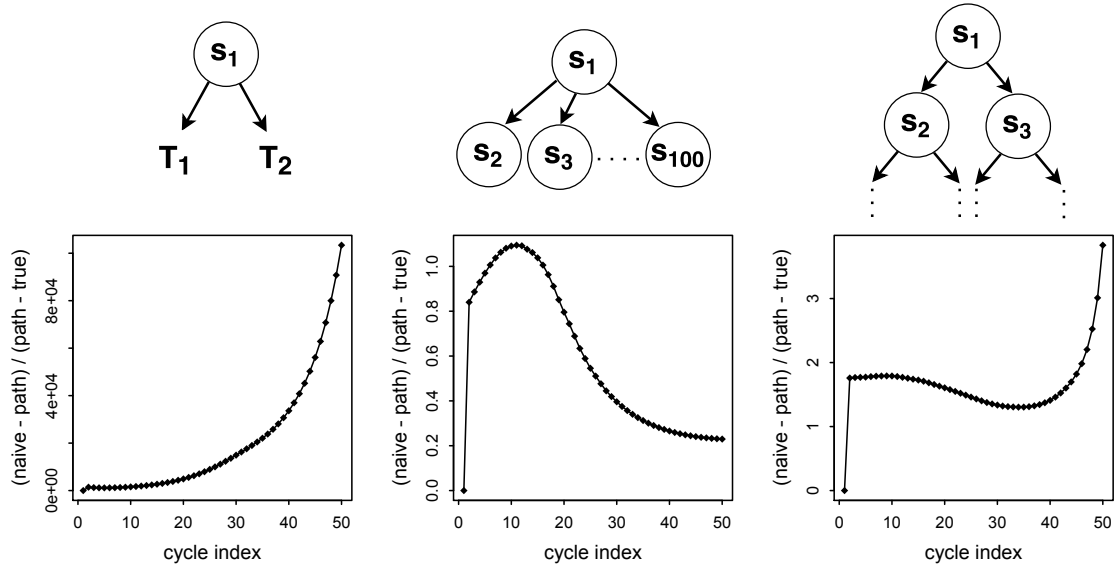 s1
T1 T2
s1
s2 s3 ..... s100
s1
s2 s3
(naive - path) / (path - true)
0e+00 4e+04 8e+04
0 10 20 30 40 50
cycle index
(naive - path) / (path - true)
0.0 0.2 0.4 0.6 0.8 1.0
0 10 20 30 40 50
cycle index
(naive - path) / (path - true)
0 1 2 3
0 10 20 30 40 50
cycle index